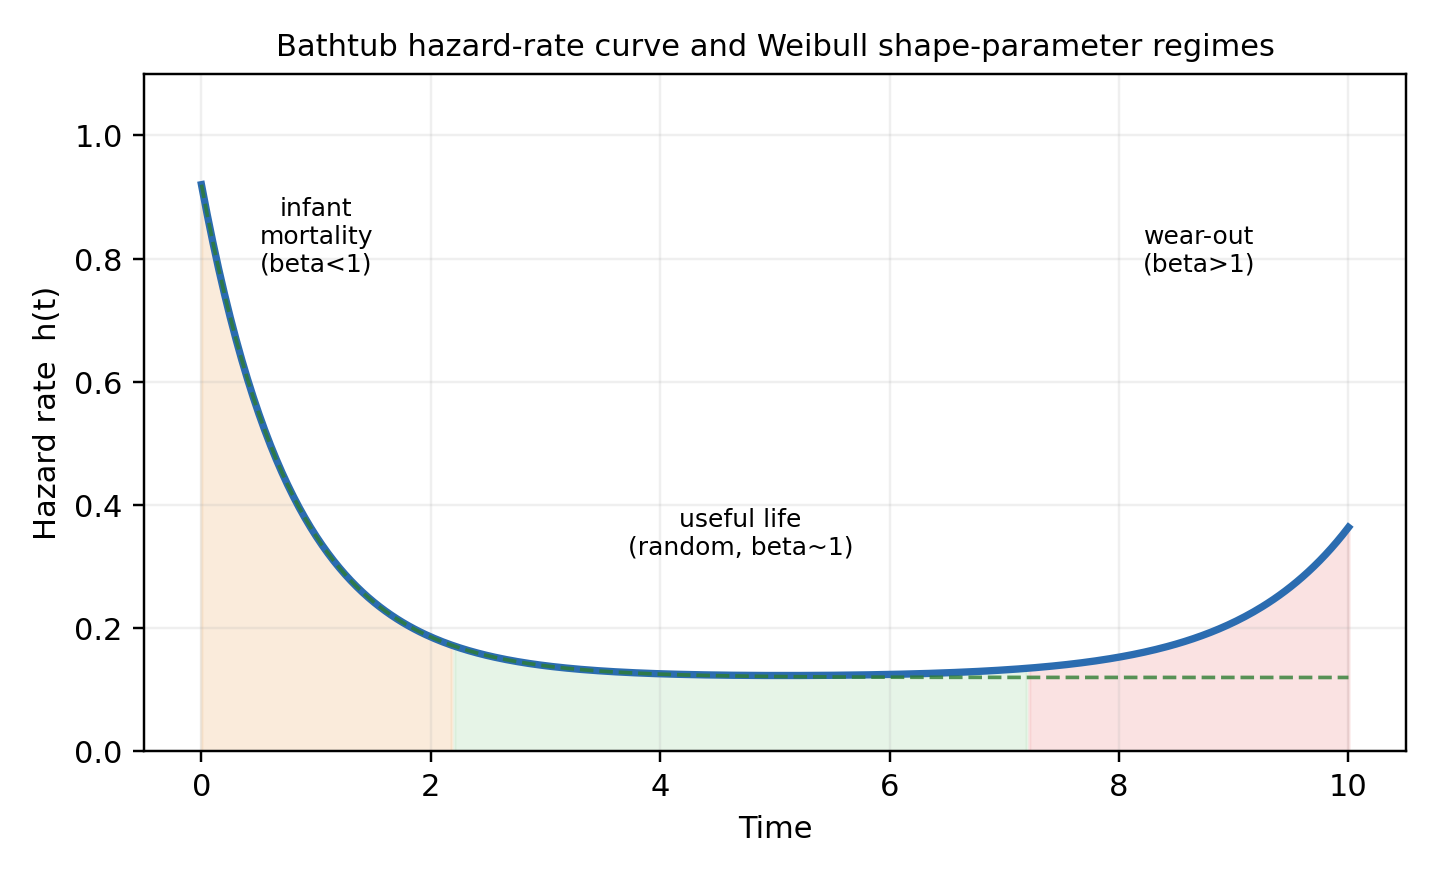 Bathtub hazard-rate curve and Weibull shape-parameter regimes
Hazard rate  h(t)
1.0
0.8
0.6
0.4
0.2
0.0
infant
mortality
(beta<1)
wear-out
(beta>1)
useful life
(random, beta~1)
0
2
4
6
8
10
Time